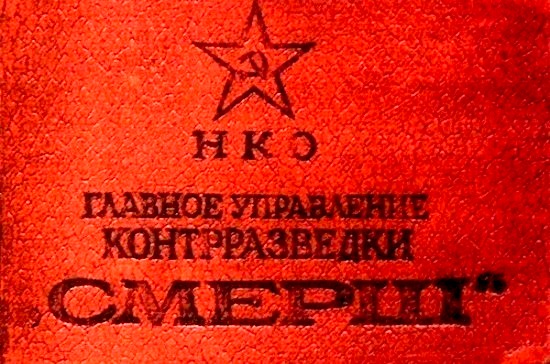 НКО
ГЛАВНОЕ УПРАВЛЕНИЕ
КОНТРРАЗВЕДКИ
„СМЕРШ“